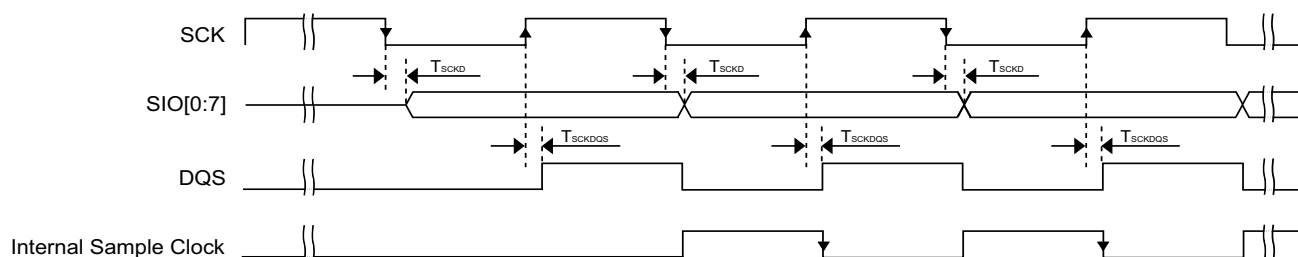 SCK
TSCKD TSCKD TSCKD
SIO[0:7]
TSCKDQS TSCKDQS TSCKDQS
DQS
Internal Sample Clock